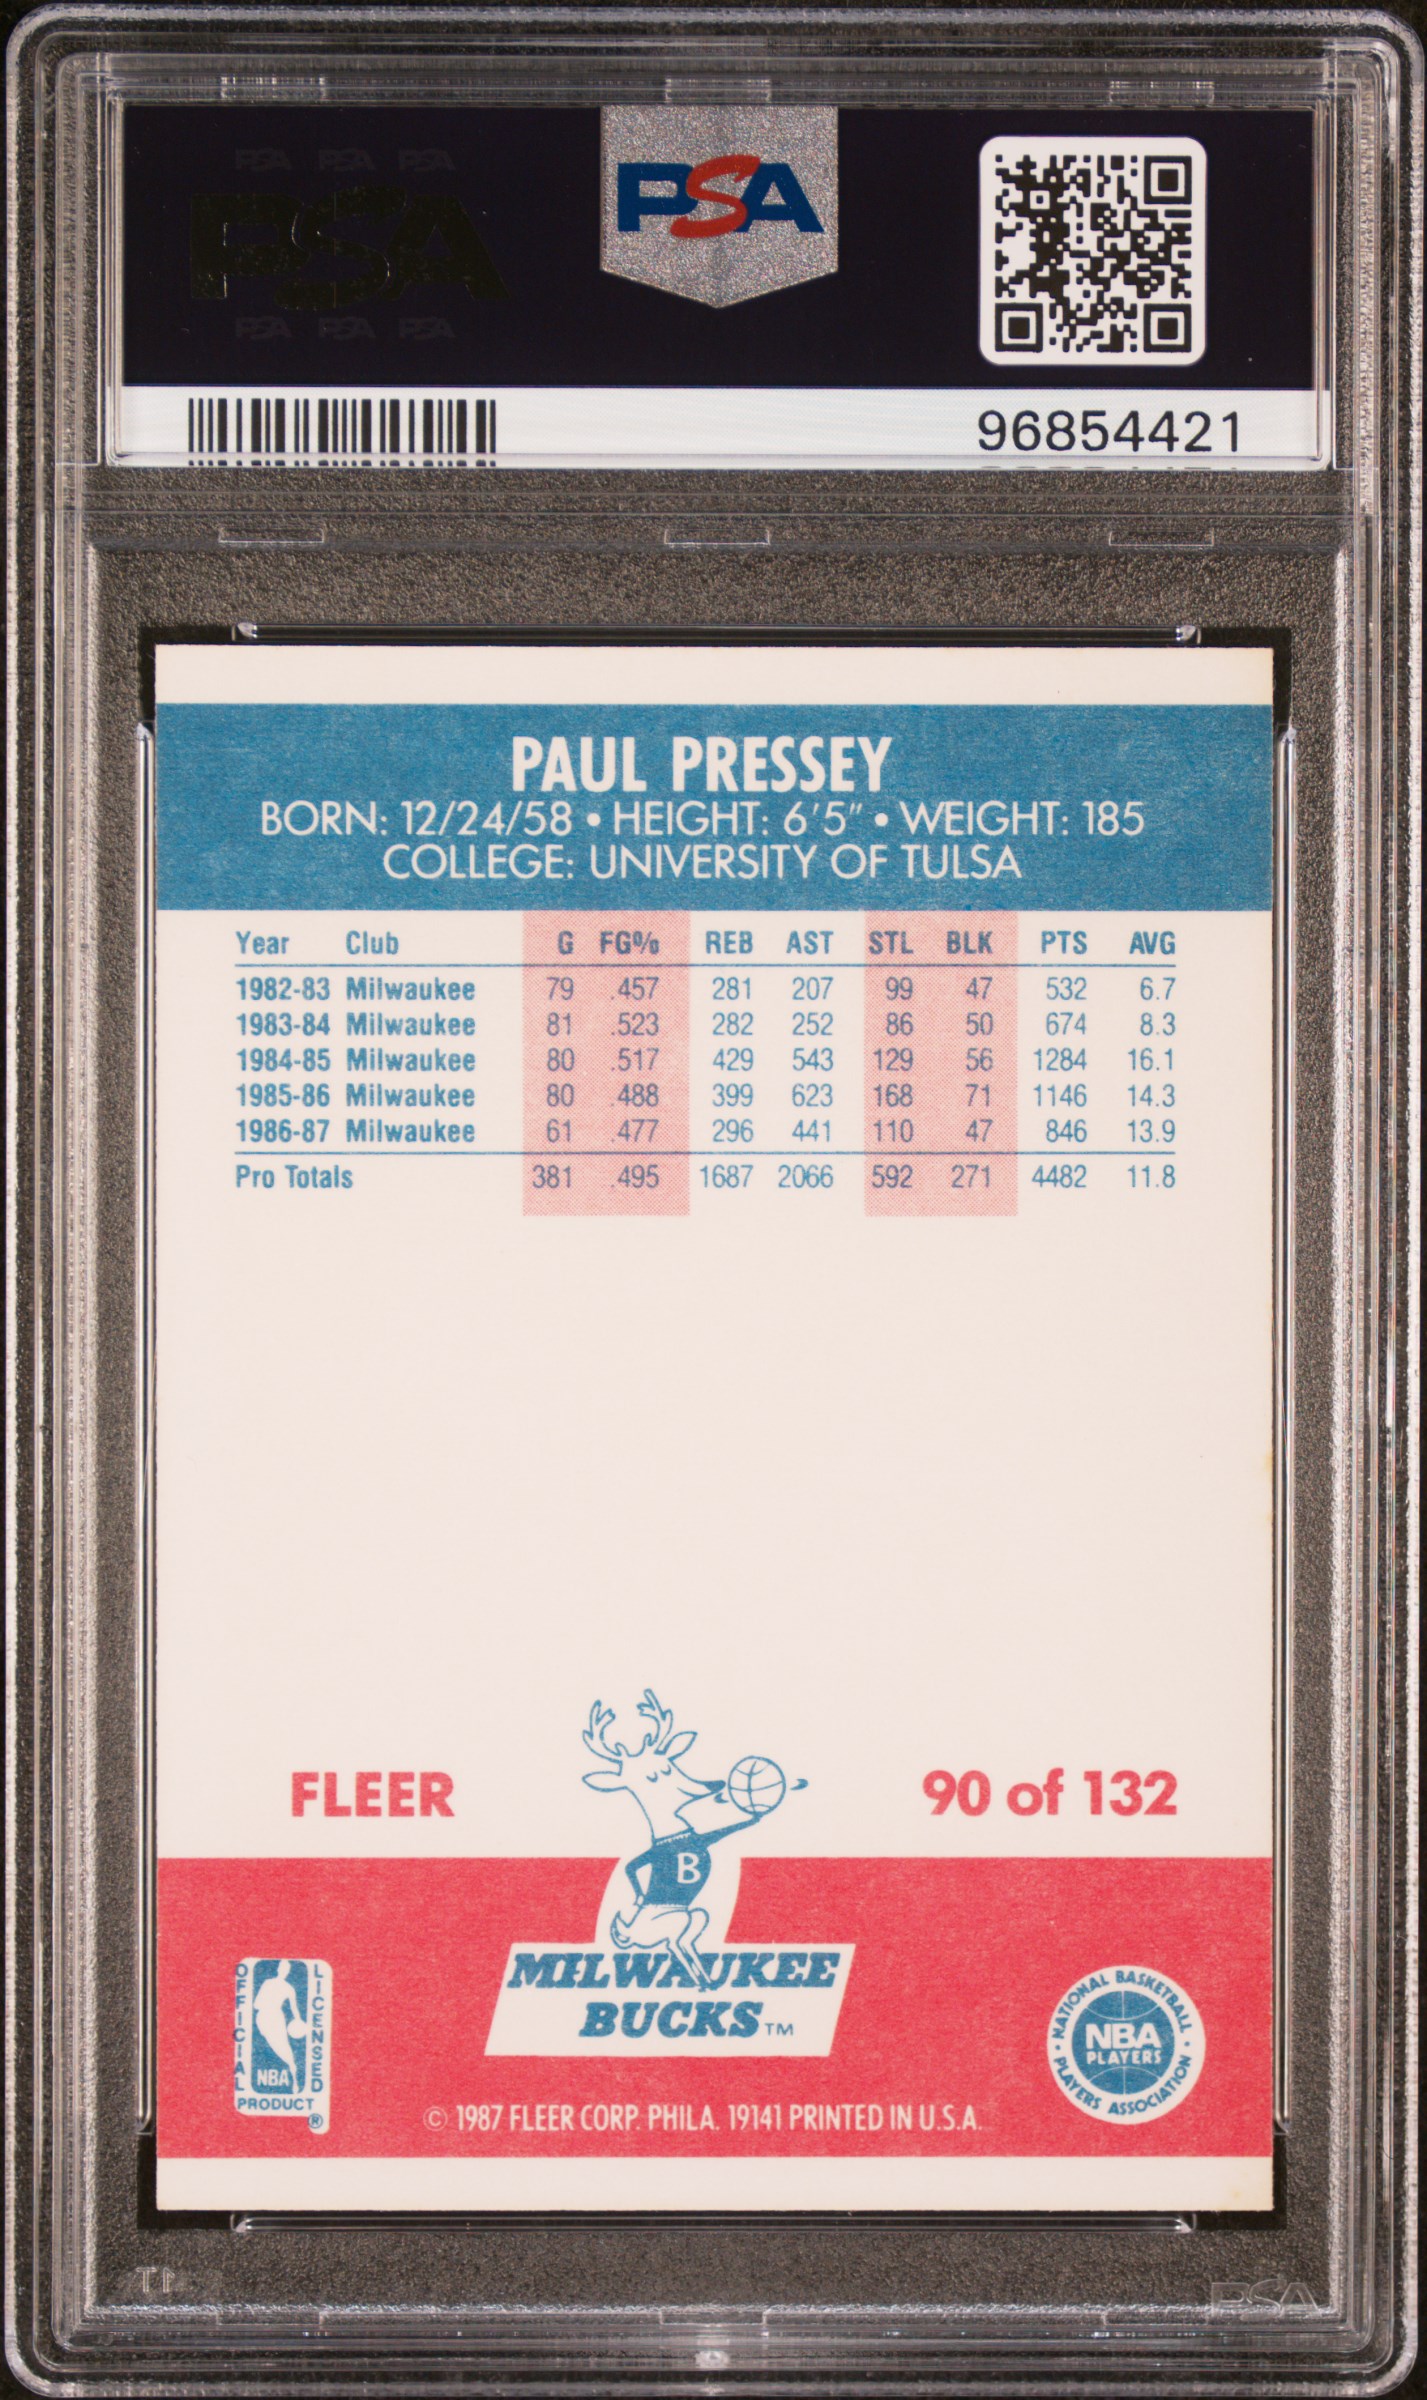 PSA PSA PSA
PSA
PSA PSA PSA
PSA
96854421
PAUL PRESSEY
BORN: 12/24/58 • HEIGHT: 6'5" • WEIGHT: 185
COLLEGE: UNIVERSITY OF TULSA
Year Club G FG% REB AST STL BLK PTS AVG
1982-83 Milwaukee 79 .457 281 207 99 47 532 6.7
1983-84 Milwaukee 81 .523 282 252 86 50 674 8.3
1984-85 Milwaukee 80 .517 429 543 129 56 1284 16.1
1985-86 Milwaukee 80 .488 399 623 168 71 1146 14.3
1986-87 Milwaukee 61 .477 296 441 110 47 846 13.9
Pro Totals 381 .495 1687 2066 592 271 4482 11.8
FLEER
90 of 132
B
MILWAUKEE
BUCKS™
OFFICIAL LICENSED
NBA
PRODUCT
®
NATIONAL BASKETBALL
NBA
PLAYERS
PLAYERS ASSOCIATION
© 1987 FLEER CORP. PHILA. 19141 PRINTED IN U.S.A.
PSA